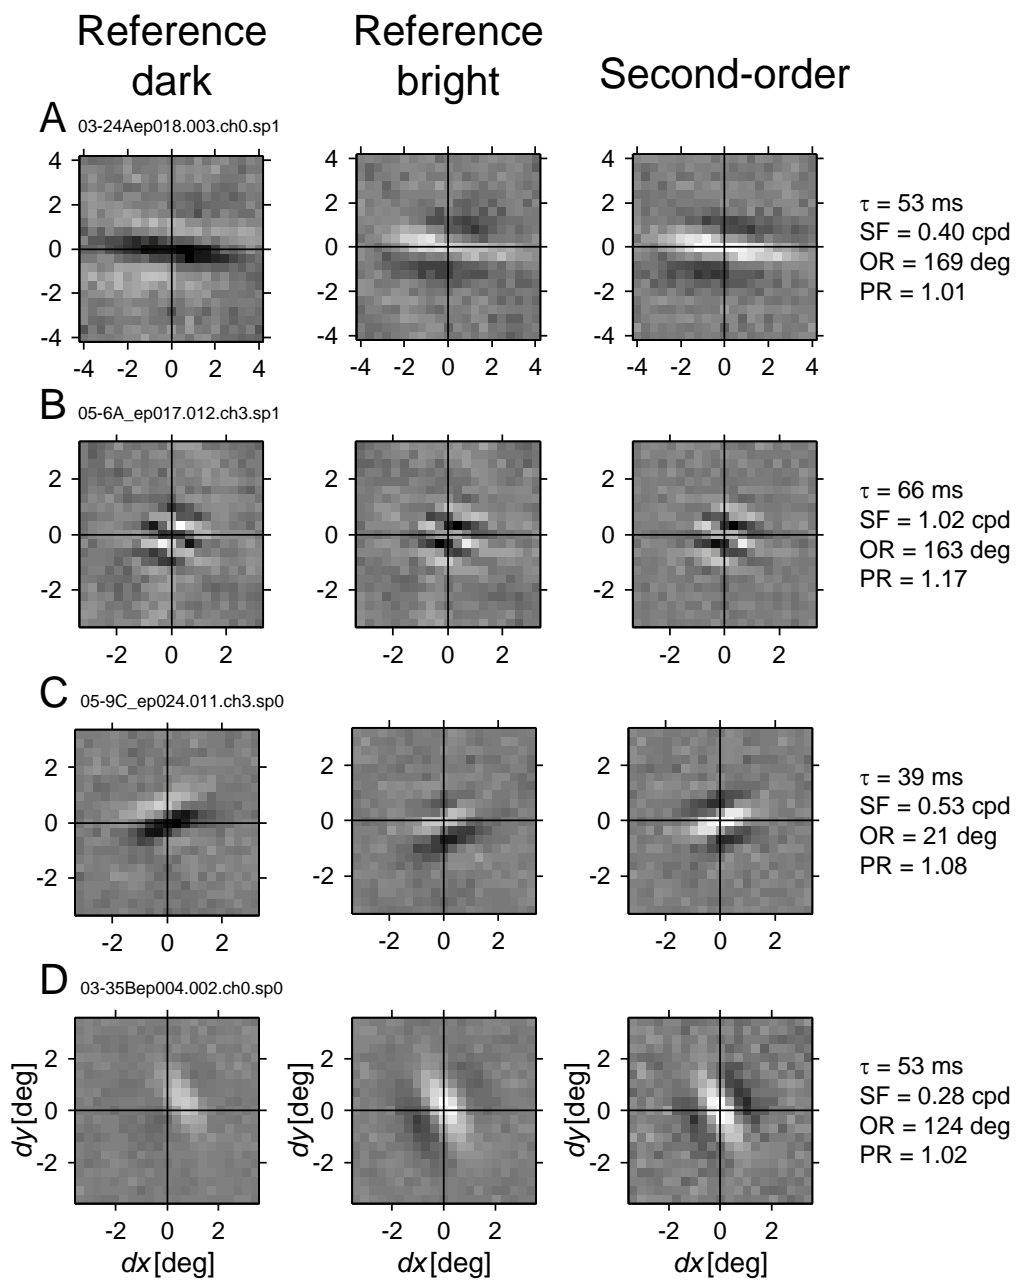 Reference dark
Reference bright
Second-order
A 03-24Aep018.003.ch0.sp1
4
2
0
-2
-4
-4 -2 0 2 4
4
2
0
-2
-4
-4 -2 0 2 4
4
2
0
-2
-4
-4 -2 0 2 4
τ = 53 ms
SF = 0.40 cpd
OR = 169 deg
PR = 1.01
B 05-6A_ep017.012.ch3.sp1
2
0
-2
-2 0 2
2
0
-2
-2 0 2
2
0
-2
-2 0 2
τ = 66 ms
SF = 1.02 cpd
OR = 163 deg
PR = 1.17
C 05-9C_ep024.011.ch3.sp0
2
0
-2
-2 0 2
2
0
-2
-2 0 2
2
0
-2
-2 0 2
τ = 39 ms
SF = 0.53 cpd
OR = 21 deg
PR = 1.08
D 03-35Bep004.002.ch0.sp0
dy[deg]
2
0
-2
-2 0 2
dx[deg]
dy[deg]
2
0
-2
-2 0 2
dx[deg]
dy[deg]
2
0
-2
-2 0 2
dx[deg]
τ = 53 ms
SF = 0.28 cpd
OR = 124 deg
PR = 1.02